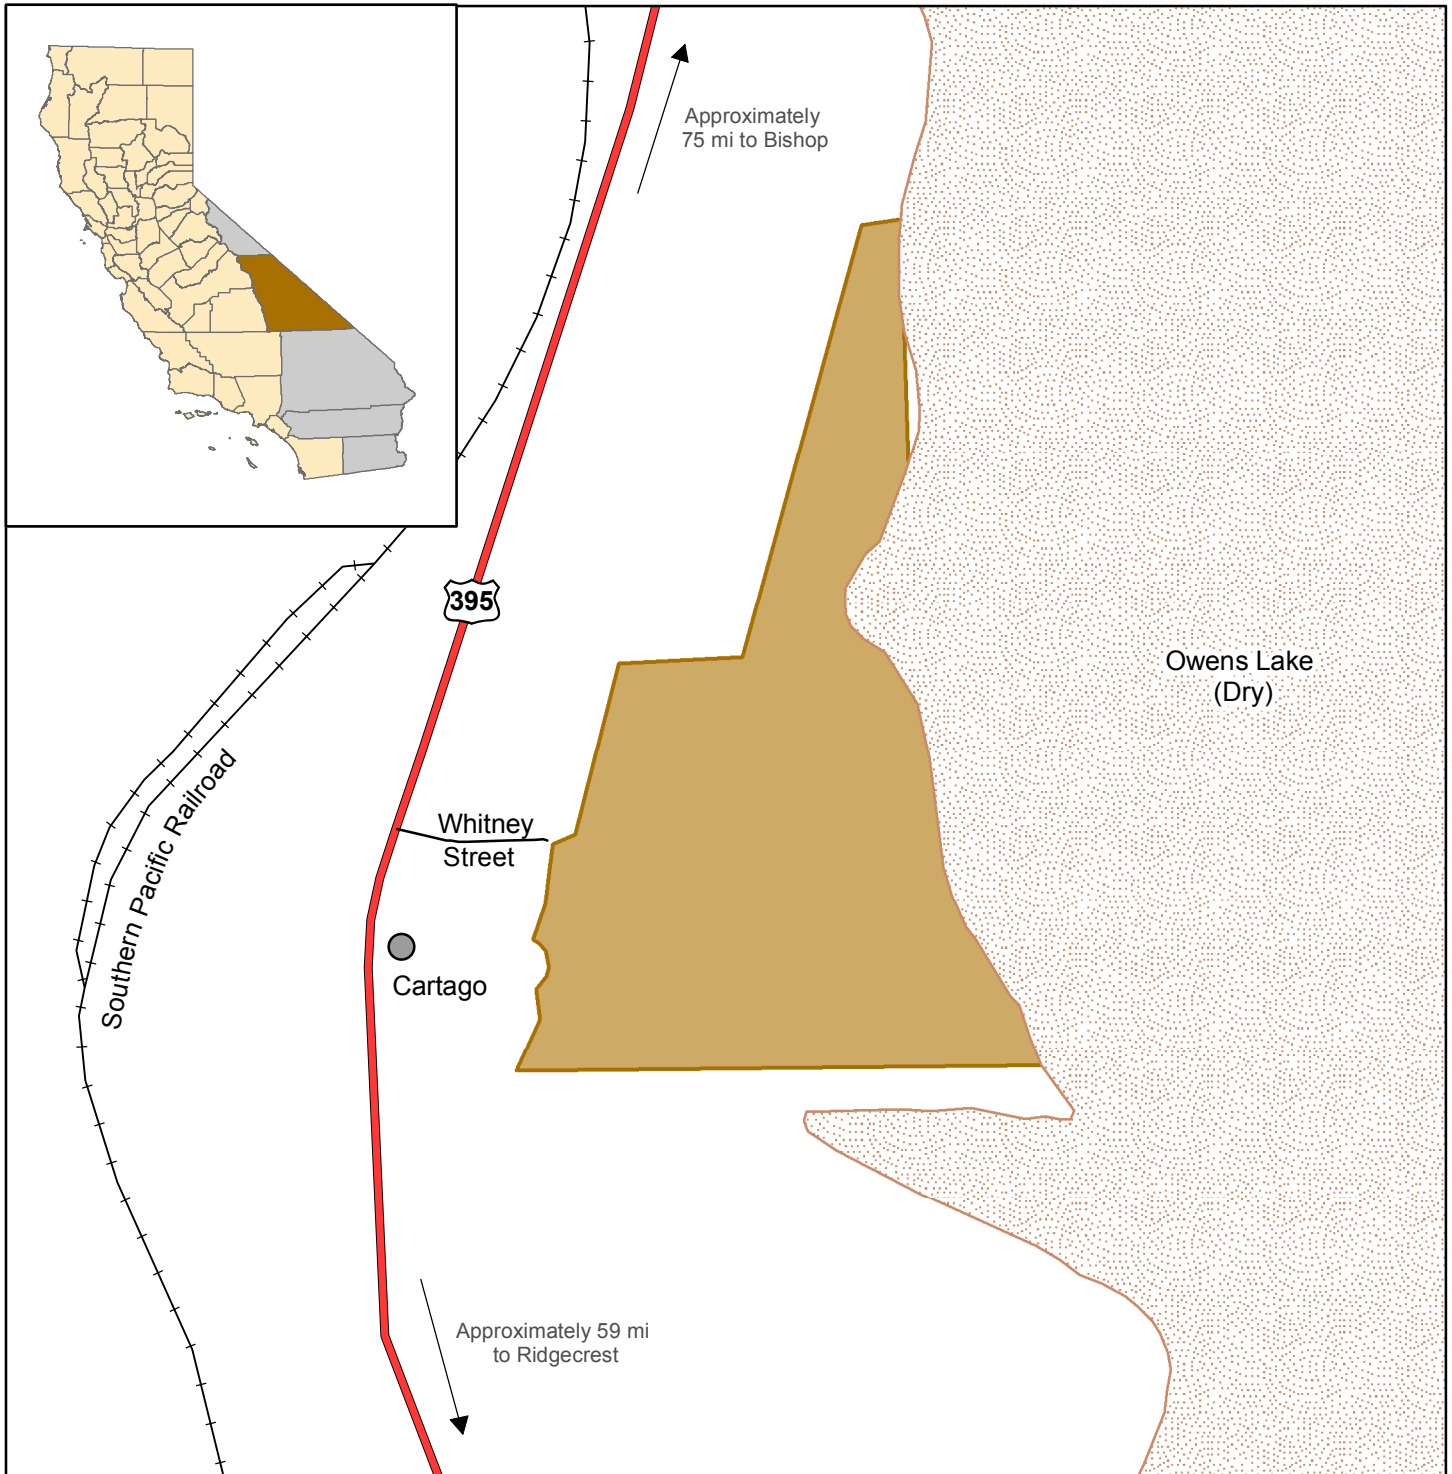 Approximately
75 mi to Bishop
395
Owens Lake
(Dry)
Southern Pacific Railroad
Whitney
Street
Cartago
Approximately 59 mi
to Ridgecrest